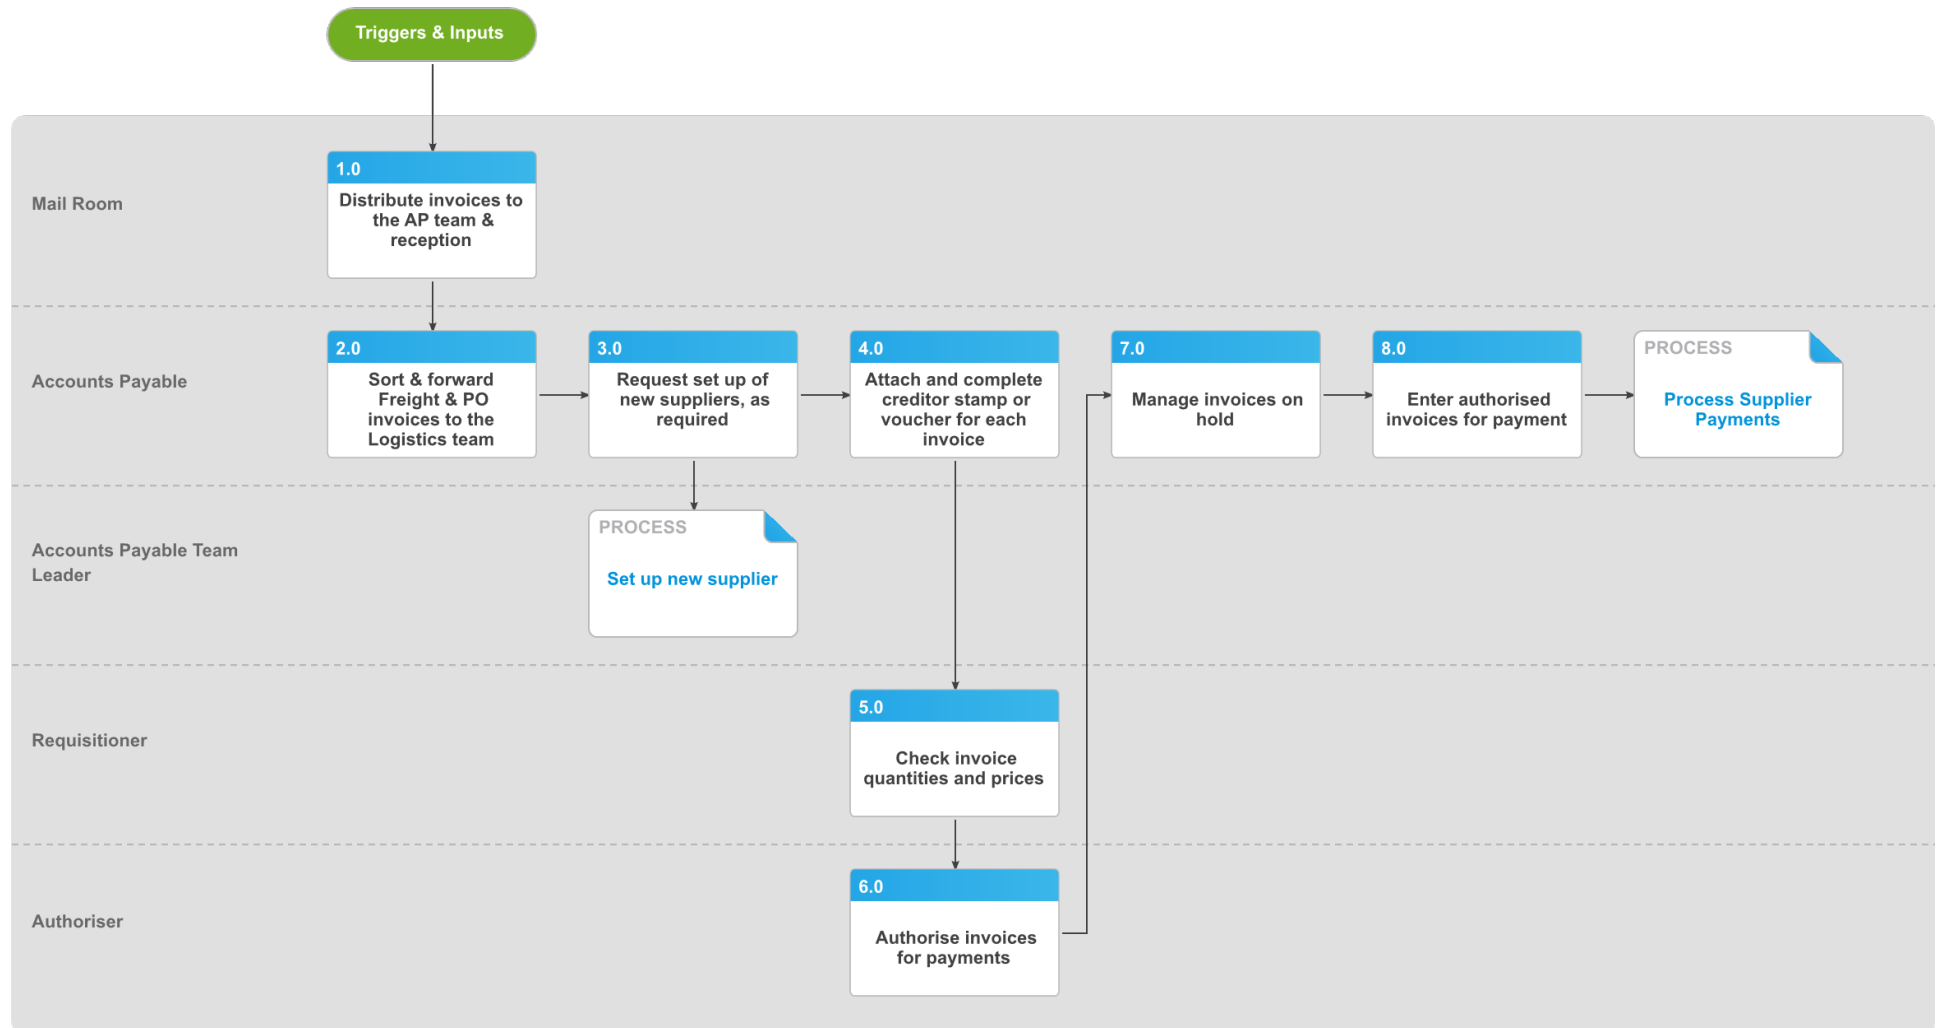 Triggers & Inputs
Mail Room
1.0
Distribute invoices to
the AP team &
reception
Accounts Payable
2.0
Sort & forward
Freight & PO
invoices to the
Logistics team
3.0
Request set up of
new suppliers, as
required
4.0
Attach and complete
creditor stamp or
voucher for each
invoice
7.0
Manage invoices on
hold
8.0
Enter authorised
invoices for payment
PROCESS
Process Supplier
Payments
Accounts Payable Team
Leader
PROCESS
Set up new supplier
Requisitioner
5.0
Check invoice
quantities and prices
Authoriser
6.0
Authorise invoices
for payments